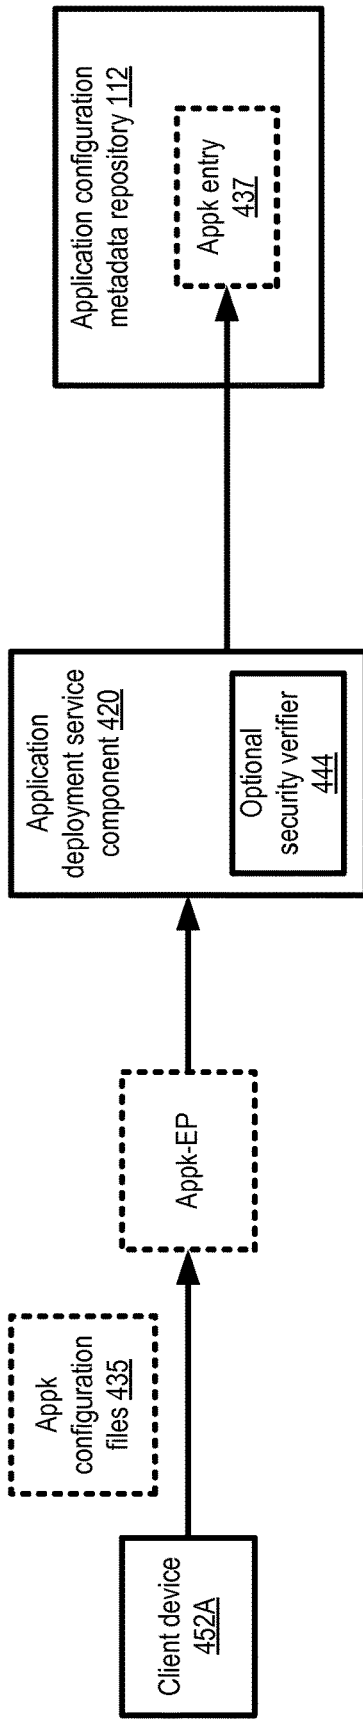 Client device
452A
Appk
configuration
files 435
Appk-EP
Application
deployment service
component 420
Optional
security verifier
444
Application configuration
metadata repository 112
Appk entry
437